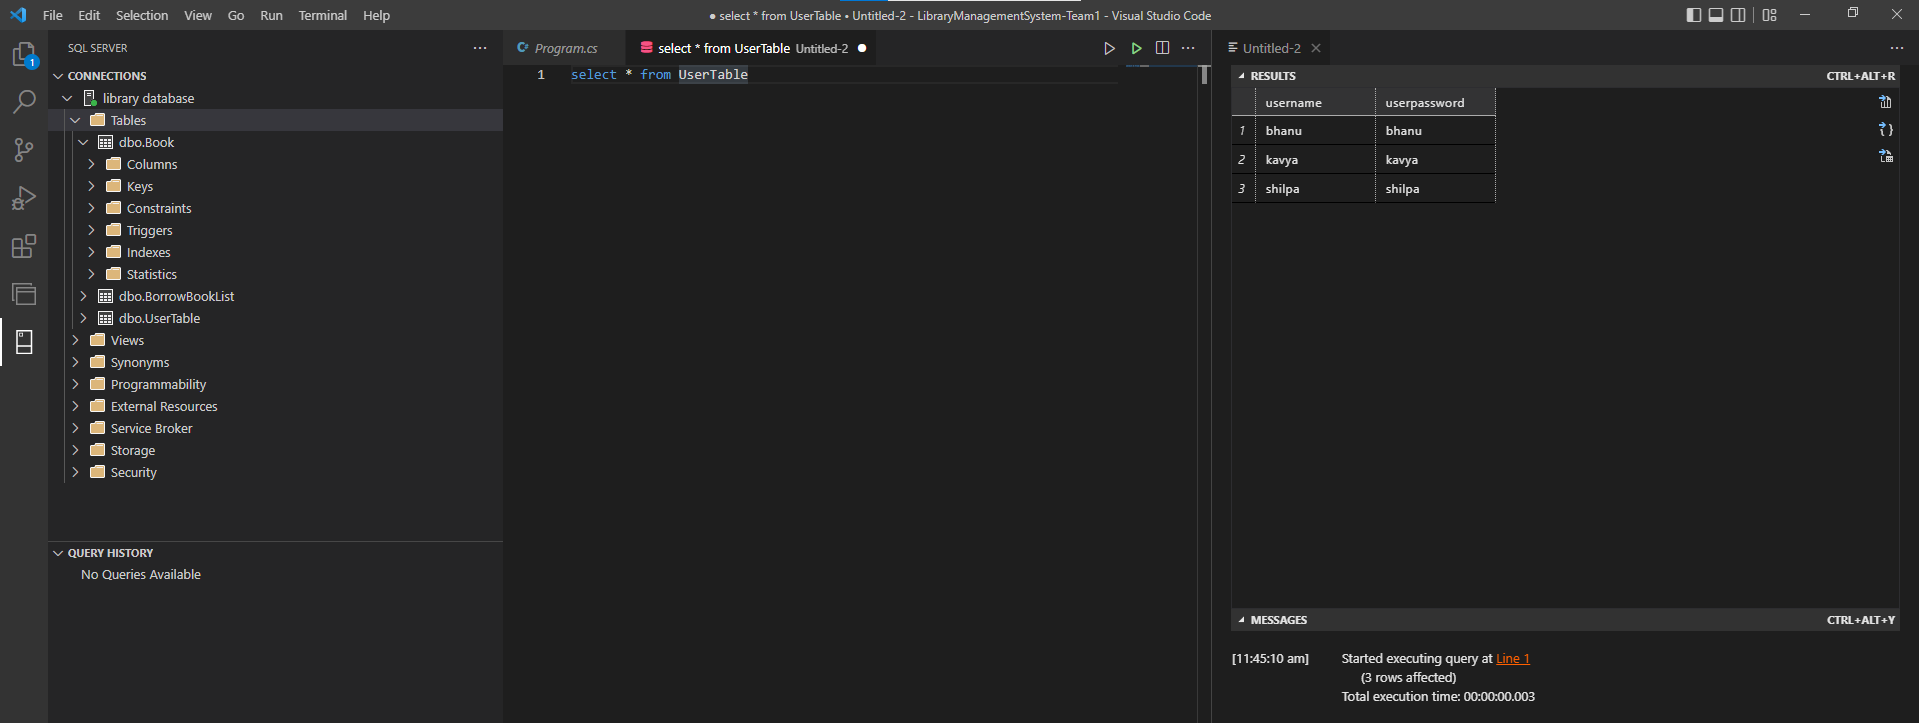 File Edit Selection View Go Run Terminal Help
● select * from UserTable • Untitled-2 - LibraryManagementSystem-Team1 - Visual Studio Code
1
SQL SERVER
CONNECTIONS
library database
Tables
dbo.Book
Columns
Keys
Constraints
Triggers
Indexes
Statistics
dbo.BorrowBookList
dbo.UserTable
Views
Synonyms
Programmability
External Resources
Service Broker
Storage
Security
QUERY HISTORY
No Queries Available
C# Program.cs
select * from UserTable Untitled-2 ●
1 select * from UserTable
Untitled-2
RESULTS CTRL+ALT+R
username userpassword
1 bhanu bhanu
2 kavya kavya
3 shilpa shilpa
MESSAGES CTRL+ALT+Y
[11:45:10 am] Started executing query at Line 1
(3 rows affected)
Total execution time: 00:00:00.003